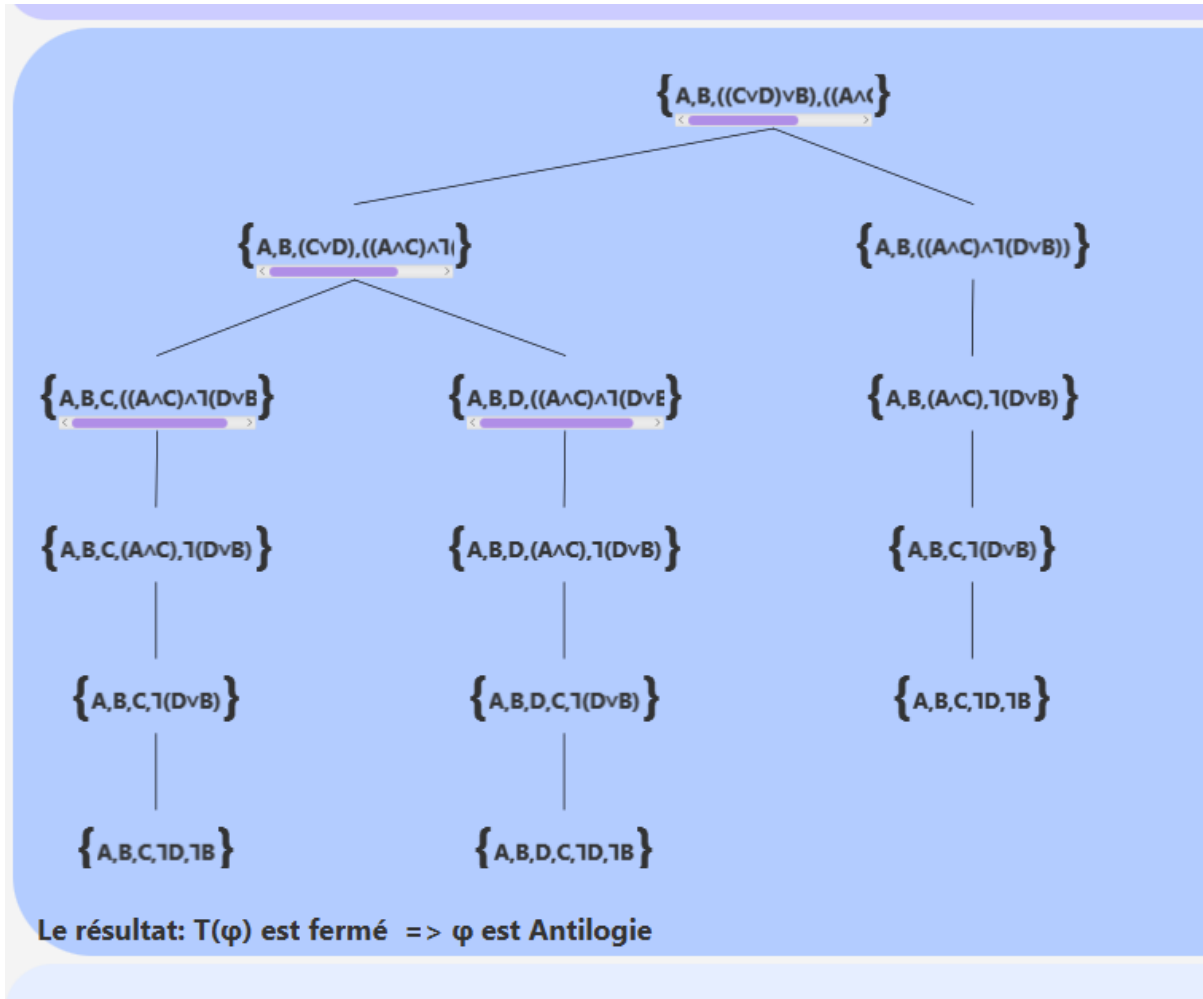 {A,B,((C∨D)∨B),((A∧(}
{A,B,(C∨D),((A∧C)∧⅂(}
{A,B,((A∧C)∧⅂(D∨B))}
{A,B,C,((A∧C)∧⅂(D∨B}
{A,B,D,((A∧C)∧⅂(D∨B}
{A,B,(A∧C),⅂(D∨B)}
{A,B,C,(A∧C),⅂(D∨B)}
{A,B,D,(A∧C),⅂(D∨B)}
{A,B,C,⅂(D∨B)}
{A,B,C,⅂(D∨B)}
{A,B,D,C,⅂(D∨B)}
{A,B,C,⅂D,⅂B}
{A,B,C,⅂D,⅂B}
{A,B,D,C,⅂D,⅂B}
Le résultat: T(φ) est fermé => φ est Antilogie